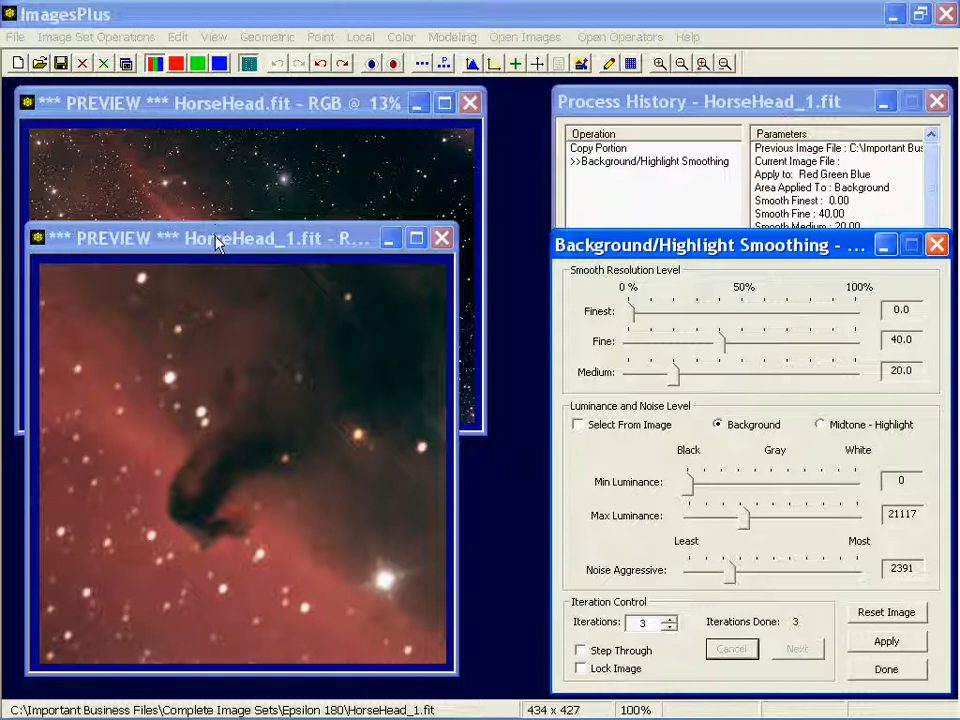 ImagesPlus
File Image Set Operations Edit View Geometric Point Local Color Modeling Open Images Open Operators Help
*** PREVIEW *** HorseHead.fit - RGB @ 13%
*** PREVIEW *** HorseHead_1.fit - R...
Process History - HorseHead_1.fit
Operation
Copy Portion
>>Background/Highlight Smoothing
Parameters
Previous Image File : C:\Important Bus
Current Image File :
Apply to: Red Green Blue
Area Applied To : Background
Smooth Finest : 0.00
Smooth Fine : 40.00
Smooth Medium : 20.00
Background/Highlight Smoothing - ...
Smooth Resolution Level
0 % 50% 100%
Finest: 0.0
Fine: 40.0
Medium: 20.0
Luminance and Noise Level
Select From Image Background Midtone - Highlight
Black Gray White
Min Luminance: 0
Max Luminance: 21117
Least Most
Noise Aggressive: 2391
Iteration Control
Iterations: 3 Iterations Done: 3
Step Through Cancel Next
Lock Image
Reset Image
Apply
Done
C:\Important Business Files\Complete Image Sets\Epsilon 180\HorseHead_1.fit 434 x 427 100%